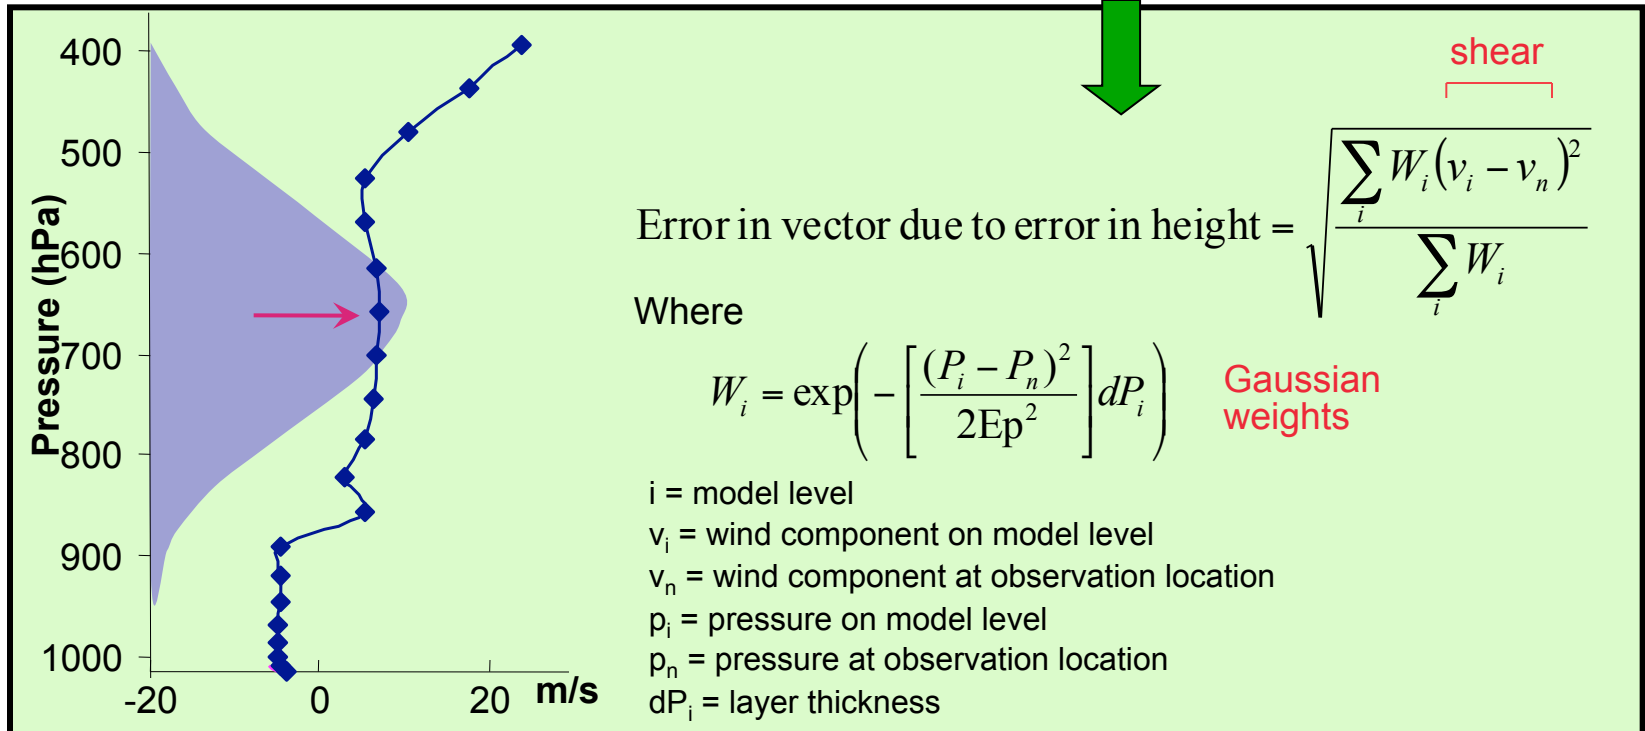 400
500
600
700
800
900
1000
Pressure (hPa)
-20 0 20 m/s
shear
Error in vector due to error in height = √( ∑_i W_i (v_i − v_n)² / ∑_i W_i )
Where
W_i = exp( − [ (P_i − P_n)² / 2Ep² ] dP_i )
Gaussian
weights
i = model level
v_i = wind component on model level
v_n = wind component at observation location
p_i = pressure on model level
p_n = pressure at observation location
dP_i = layer thickness